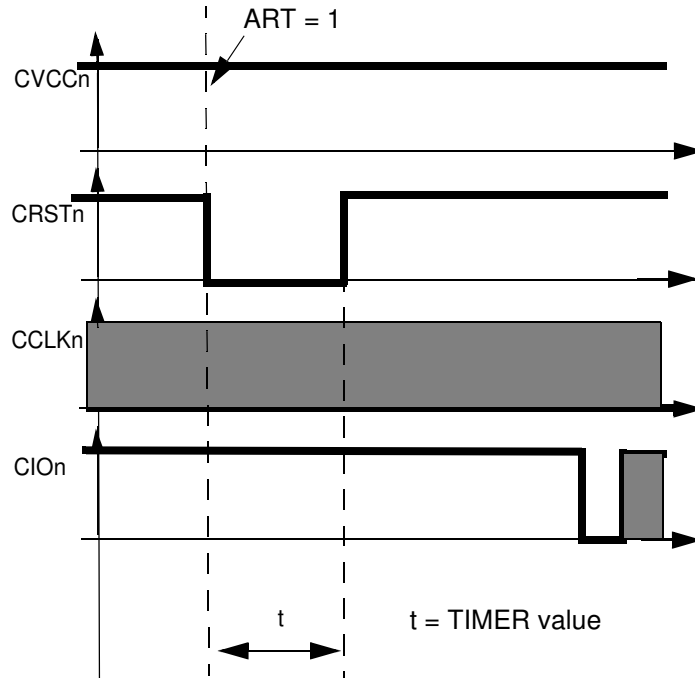 ART = 1
CVCCn
CRSTn
CCLKn
CIOn
t
t = TIMER value